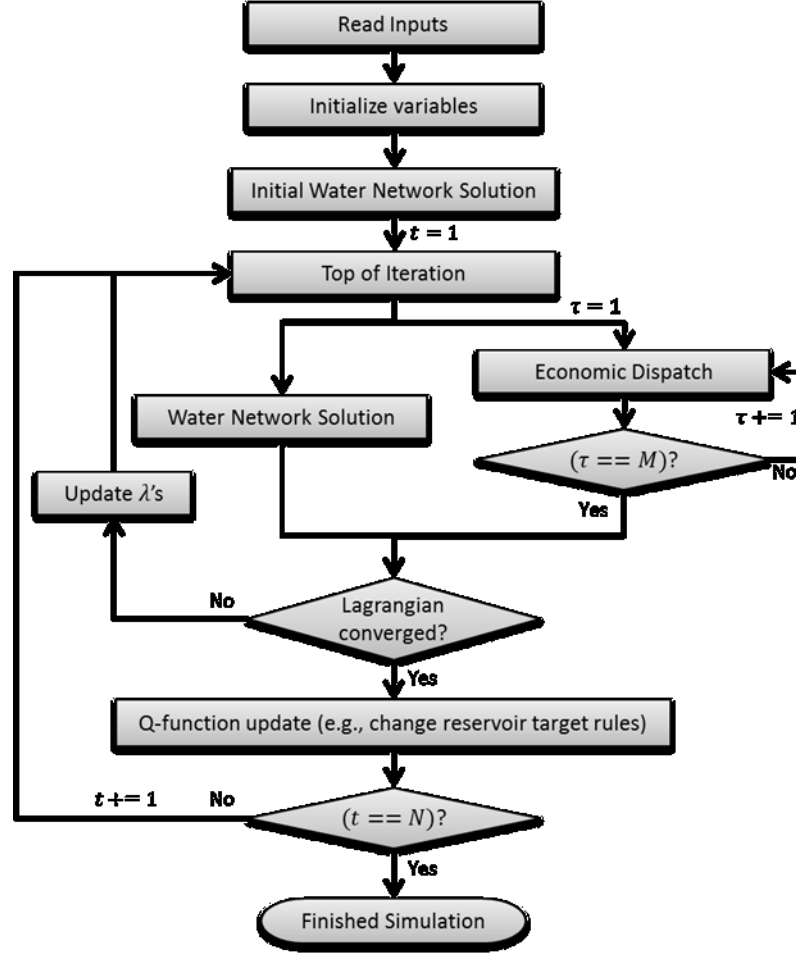 Read Inputs
Initialize variables
Initial Water Network Solution
t = 1
Top of Iteration
τ = 1
Economic Dispatch
τ += 1
Water Network Solution
(τ == M)?
No
Yes
Update λ's
No
Lagrangian
converged?
Yes
Q-function update (e.g., change reservoir target rules)
t += 1 No
(t == N)?
Yes
Finished Simulation